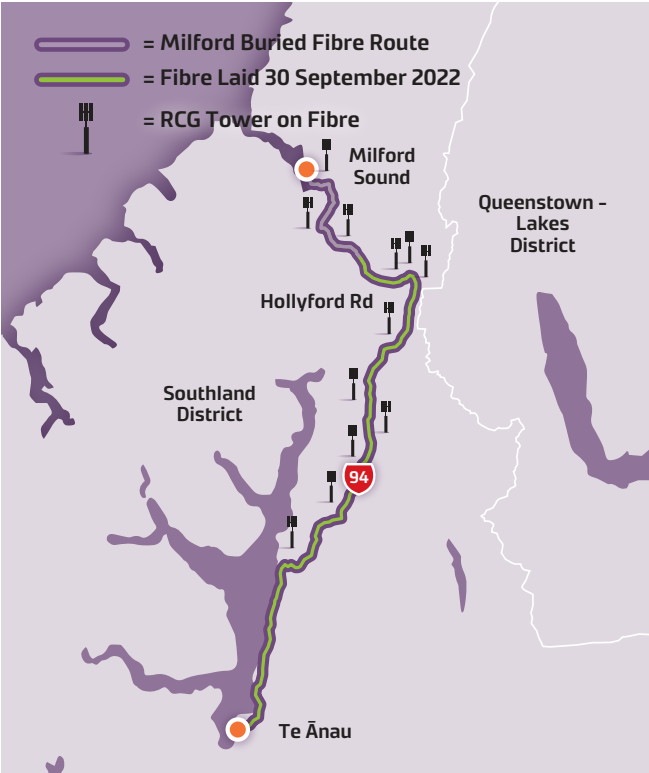 = Milford Buried Fibre Route
= Fibre Laid 30 September 2022
= RCG Tower on Fibre
Milford
Sound
Queenstown -
Lakes
District
Hollyford Rd
Southland
District
94
Te Ānau